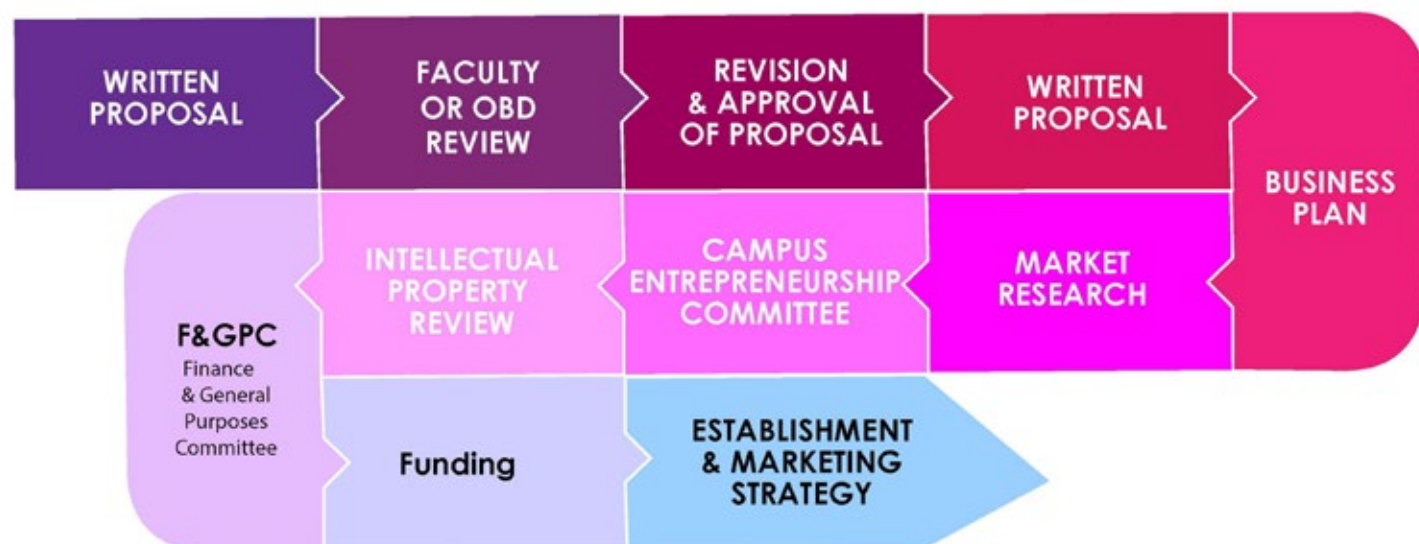 WRITTEN
PROPOSAL
FACULTY
OR OBD
REVIEW
REVISION
& APPROVAL
OF PROPOSAL
WRITTEN
PROPOSAL
BUSINESS
PLAN
MARKET
RESEARCH
CAMPUS
ENTREPRENEURSHIP
COMMITTEE
INTELLECTUAL
PROPERTY
REVIEW
F&GPC
Finance
& General
Purposes
Committee
Funding
ESTABLISHMENT
& MARKETING
STRATEGY